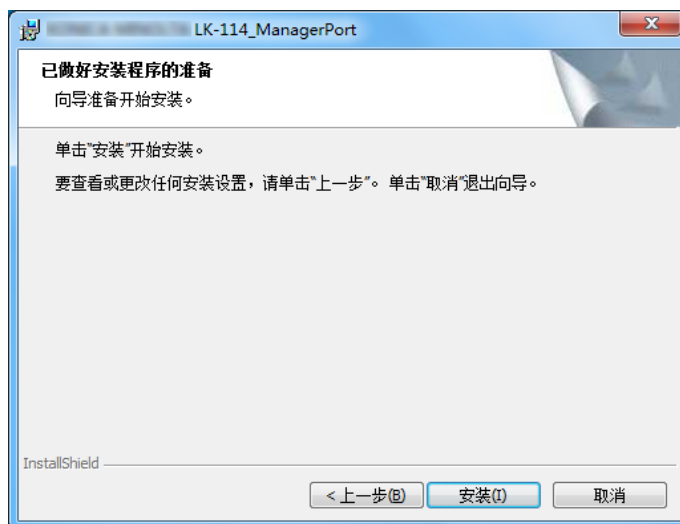 LK-114_ManagerPort
已做好安装程序的准备
向导准备开始安装。
单击"安装"开始安装。
要查看或更改任何安装设置，请单击"上一步"。 单击"取消"退出向导。
InstallShield
< 上一步(B)
安装(I)
取消